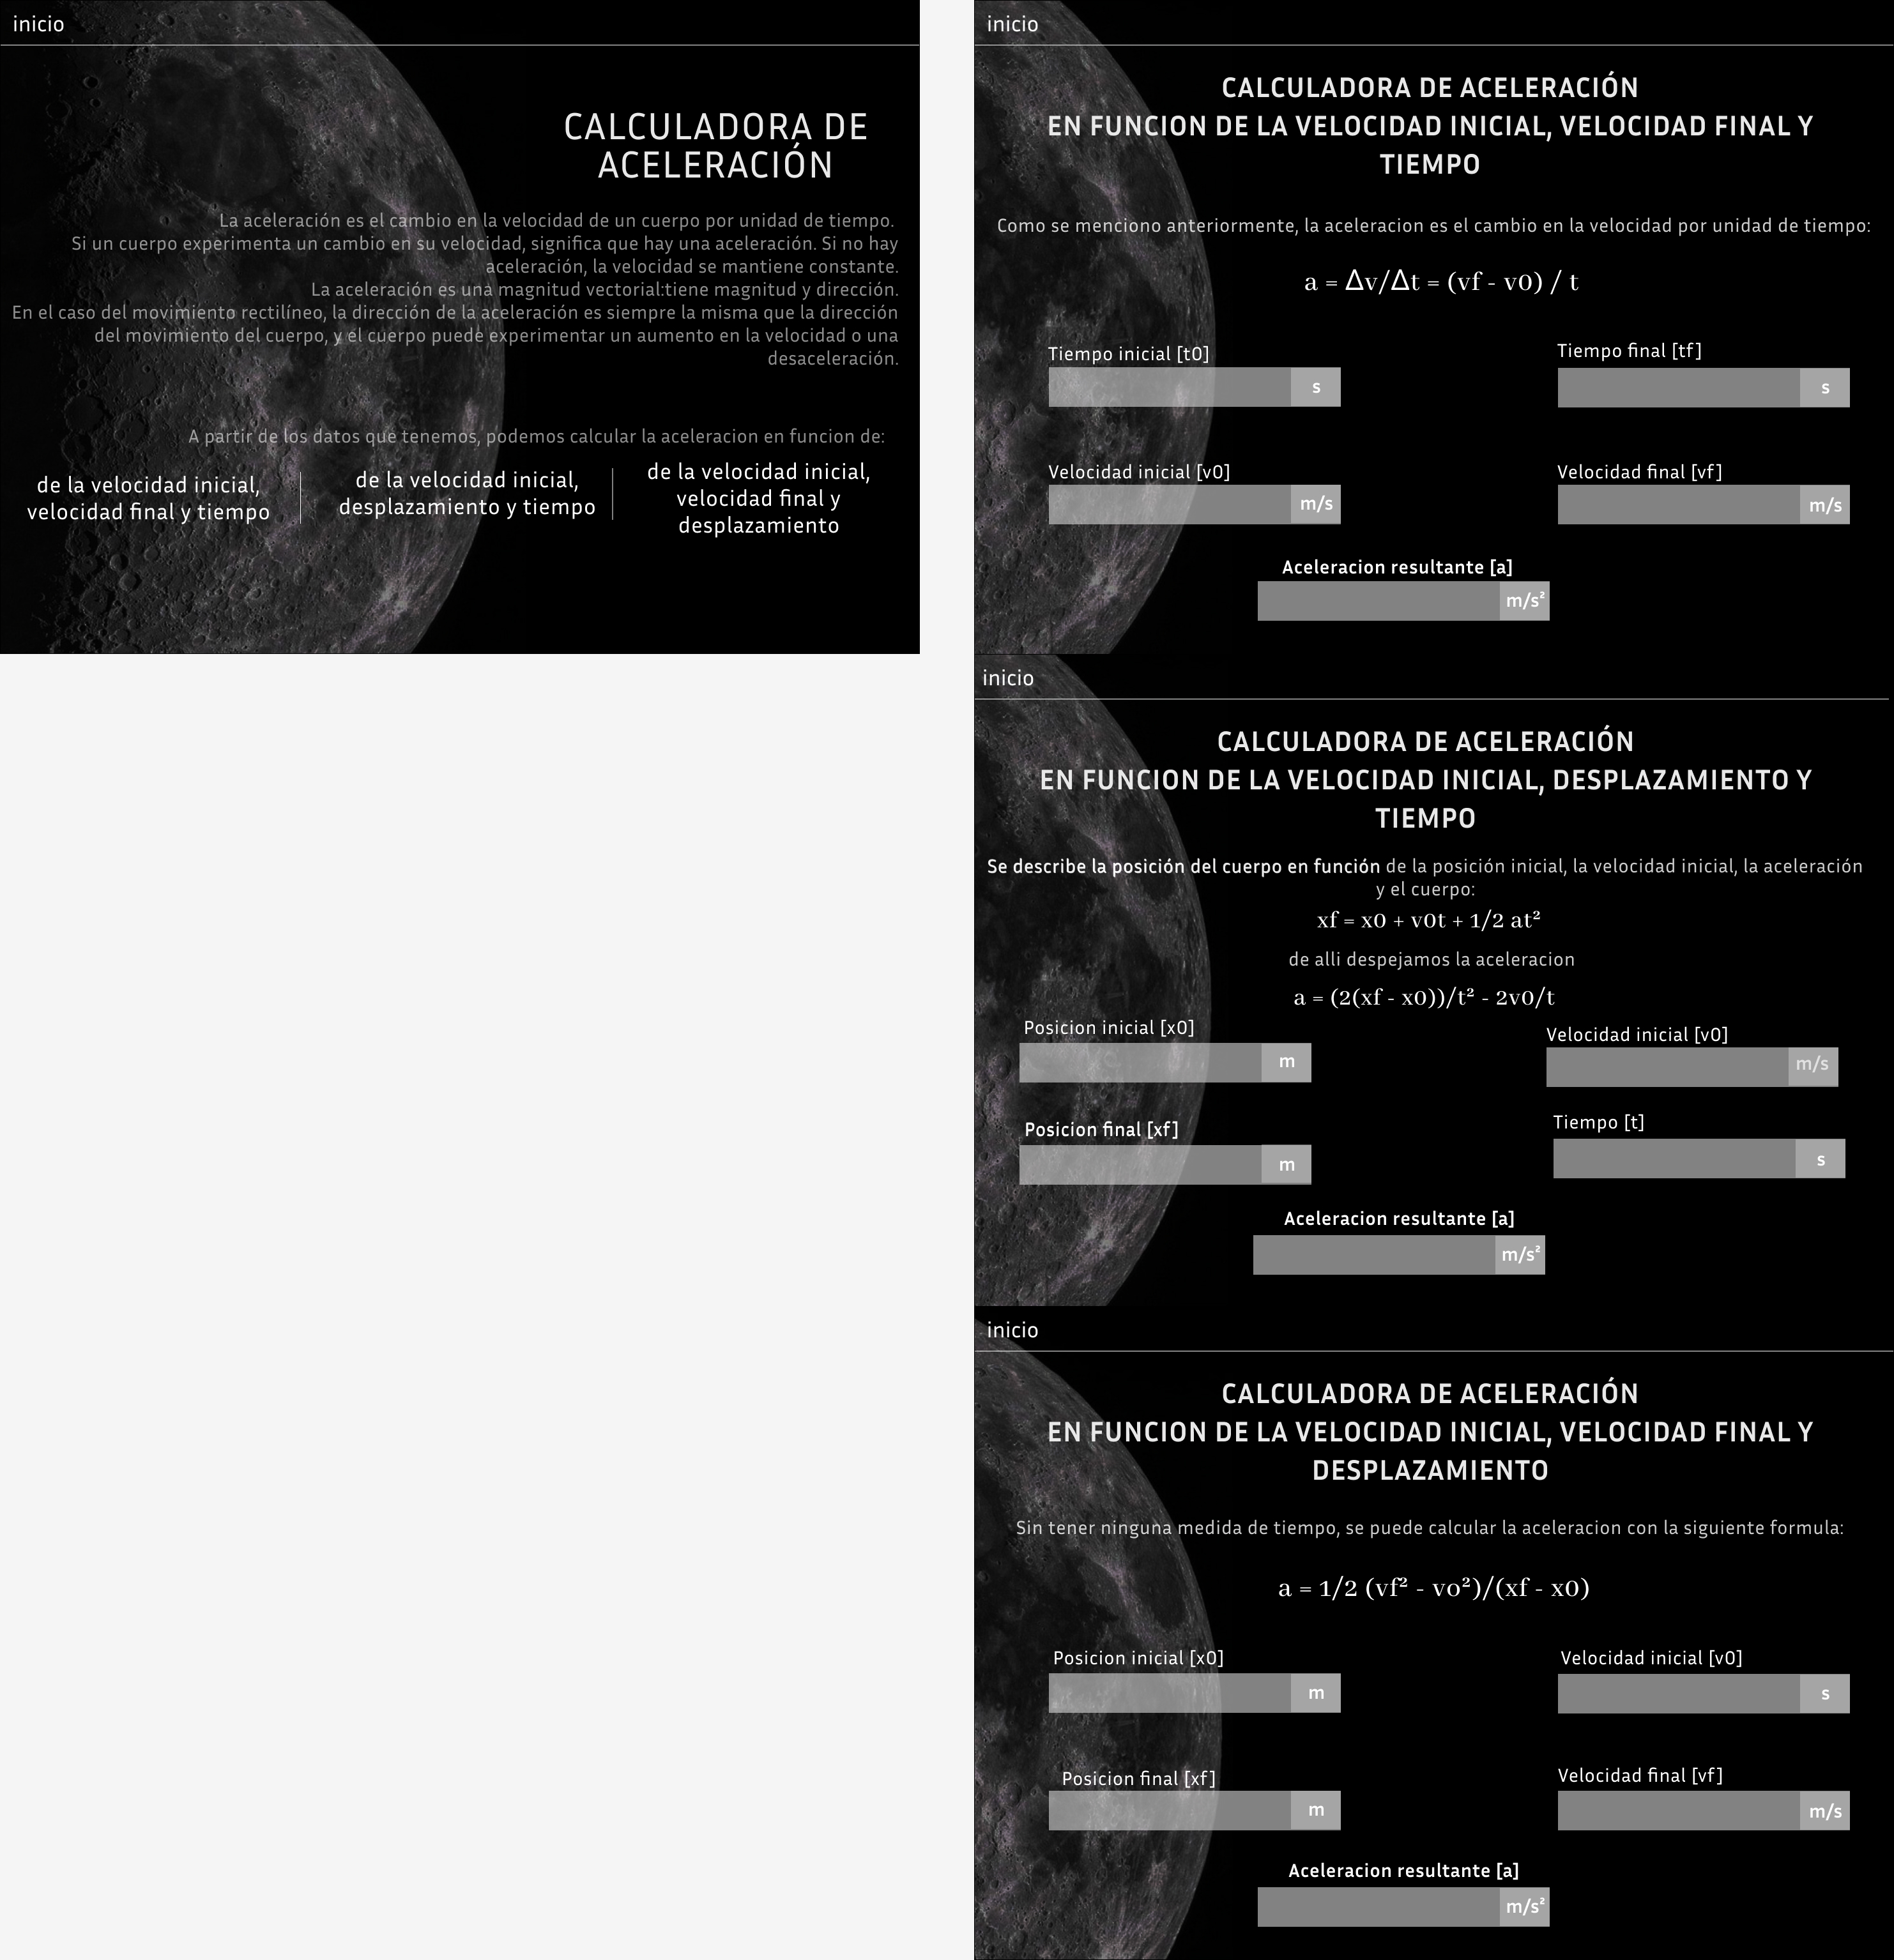 inicio
CALCULADORA DE
ACELERACIÓN
La aceleración es el cambio en la velocidad de un cuerpo por unidad de tiempo.
Si un cuerpo experimenta un cambio en su velocidad, significa que hay una aceleración. Si no hay
aceleración, la velocidad se mantiene constante.
La aceleración es una magnitud vectorial:tiene magnitud y dirección.
En el caso del movimiento rectilíneo, la dirección de la aceleración es siempre la misma que la dirección
del movimiento del cuerpo, y el cuerpo puede experimentar un aumento en la velocidad o una
desaceleración.
A partir de los datos que tenemos, podemos calcular la aceleracion en funcion de:
de la velocidad inicial,
velocidad final y tiempo
de la velocidad inicial,
desplazamiento y tiempo
de la velocidad inicial,
velocidad final y
desplazamiento
inicio
CALCULADORA DE ACELERACIÓN
EN FUNCION DE LA VELOCIDAD INICIAL, VELOCIDAD FINAL Y
TIEMPO
Como se menciono anteriormente, la aceleracion es el cambio en la velocidad por unidad de tiempo:
a = Δv/Δt = (vf - v0) / t
Tiempo inicial [t0]
s
Tiempo final [tf]
s
Velocidad inicial [v0]
m/s
Velocidad final [vf]
m/s
Aceleracion resultante [a]
m/s²
inicio
CALCULADORA DE ACELERACIÓN
EN FUNCION DE LA VELOCIDAD INICIAL, DESPLAZAMIENTO Y
TIEMPO
Se describe la posición del cuerpo en función de la posición inicial, la velocidad inicial, la aceleración
y el cuerpo:
xf = x0 + v0t + 1/2 at²
de alli despejamos la aceleracion
a = (2(xf - x0))/t² - 2v0/t
Posicion inicial [x0]
m
Velocidad inicial [v0]
m/s
Posicion final [xf]
m
Tiempo [t]
s
Aceleracion resultante [a]
m/s²
inicio
CALCULADORA DE ACELERACIÓN
EN FUNCION DE LA VELOCIDAD INICIAL, VELOCIDAD FINAL Y
DESPLAZAMIENTO
Sin tener ninguna medida de tiempo, se puede calcular la aceleracion con la siguiente formula:
a = 1/2 (vf² - vo²)/(xf - x0)
Posicion inicial [x0]
m
Velocidad inicial [v0]
s
Posicion final [xf]
m
Velocidad final [vf]
m/s
Aceleracion resultante [a]
m/s²